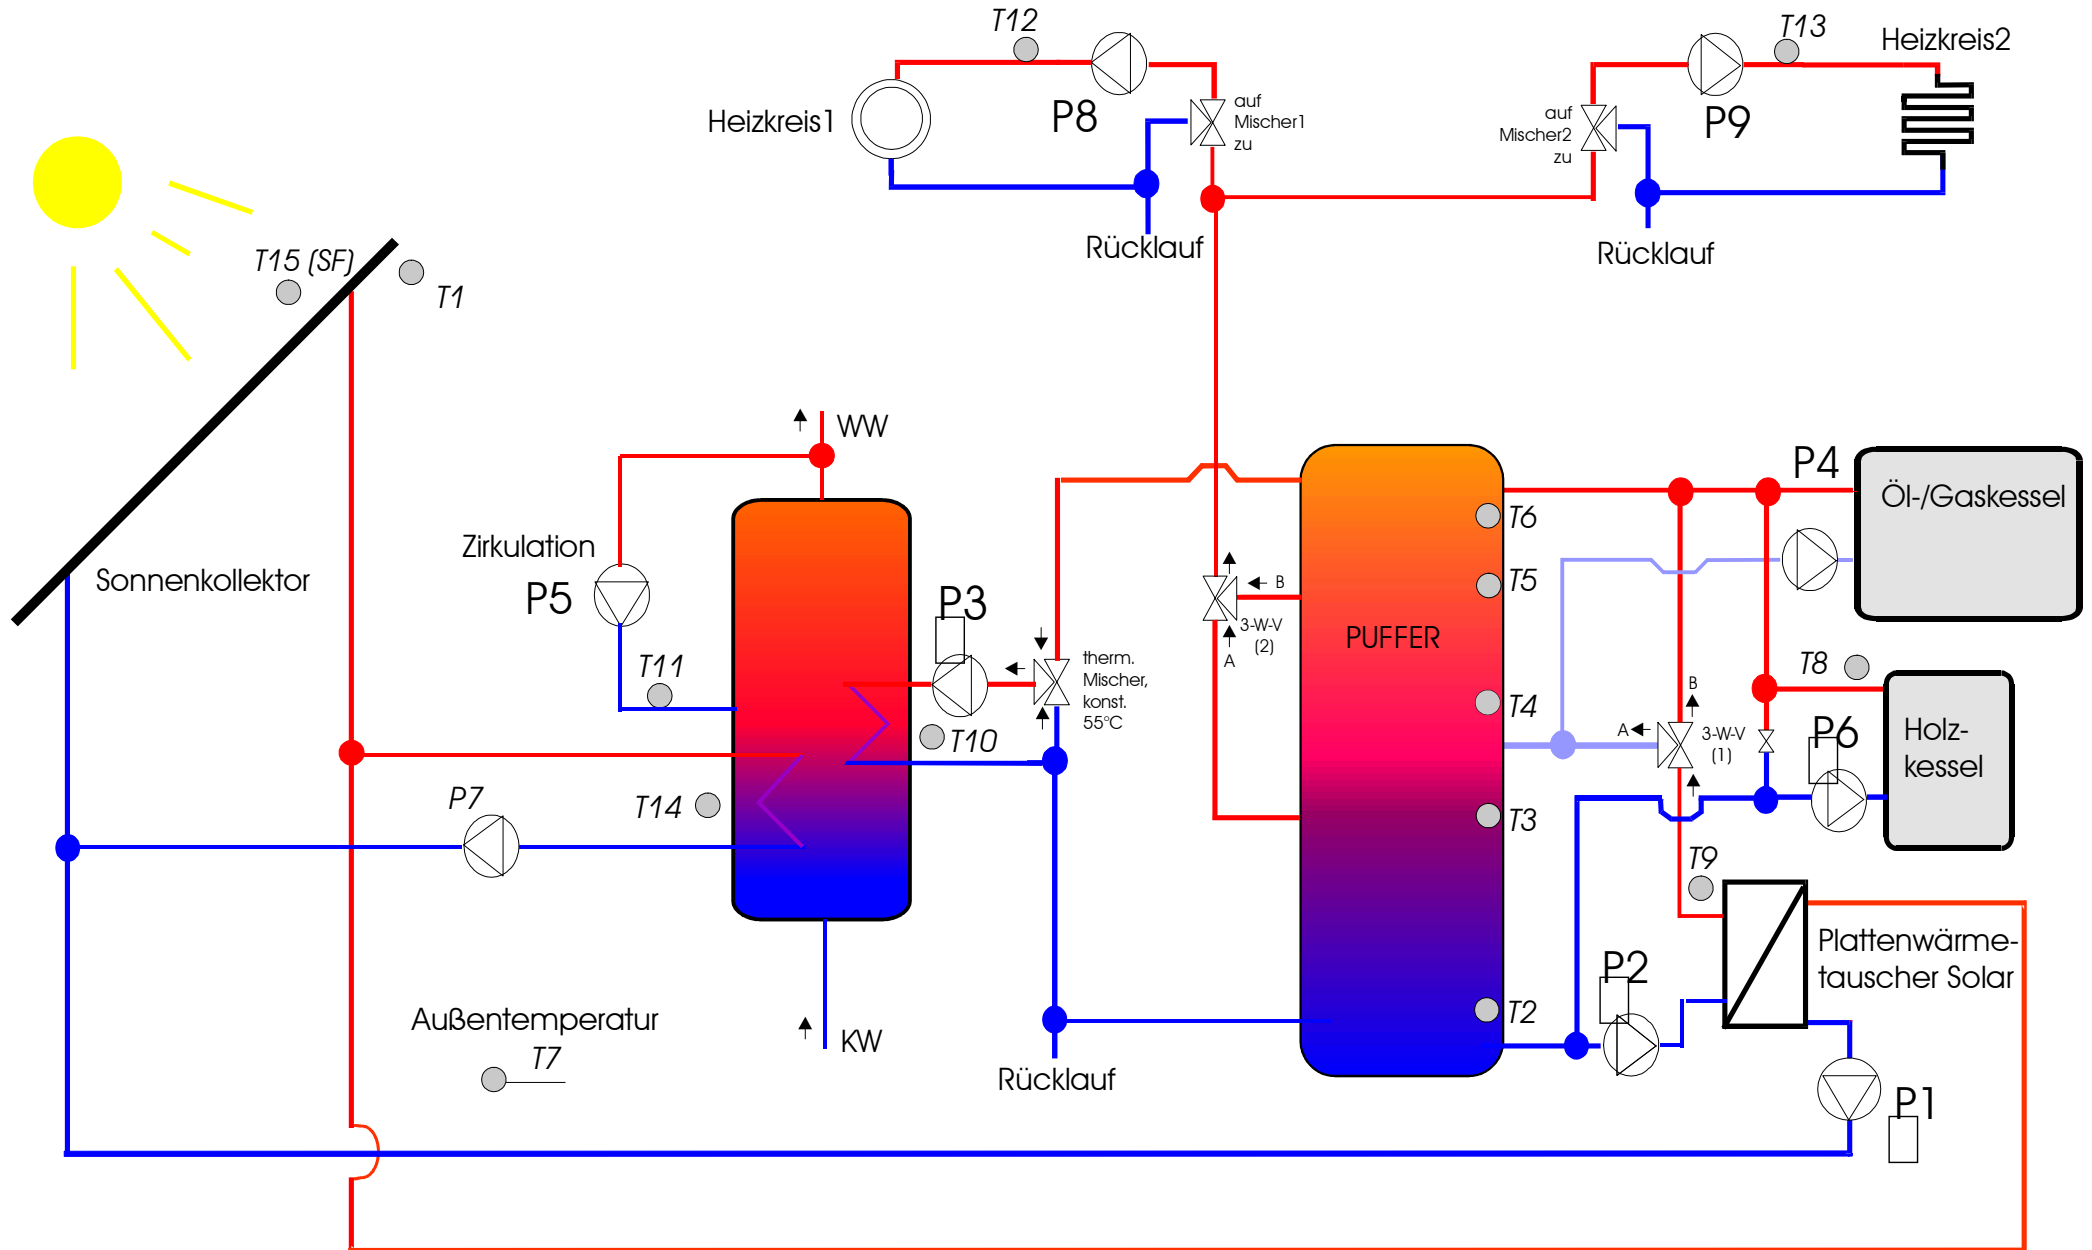 T12
T13
Heizkreis2
Heizkreis1
P8
auf
Mischer1
zu
auf
Mischer2
zu
P9
Rücklauf
Rücklauf
T15 (SF)
T1
WW
P4
Öl-/Gaskessel
T6
Zirkulation
P5
Sonnenkollektor
P3
B
3-W-V
(2)
A
T5
PUFFER
T11
therm.
Mischer,
konst.
55°C
T8
T4
B
A
3-W-V
(1)
P6
Holz-
kessel
T10
P7
T14
T3
T9
Plattenwärme-
tauscher Solar
P2
T2
Außentemperatur
T7
KW
Rücklauf
P1